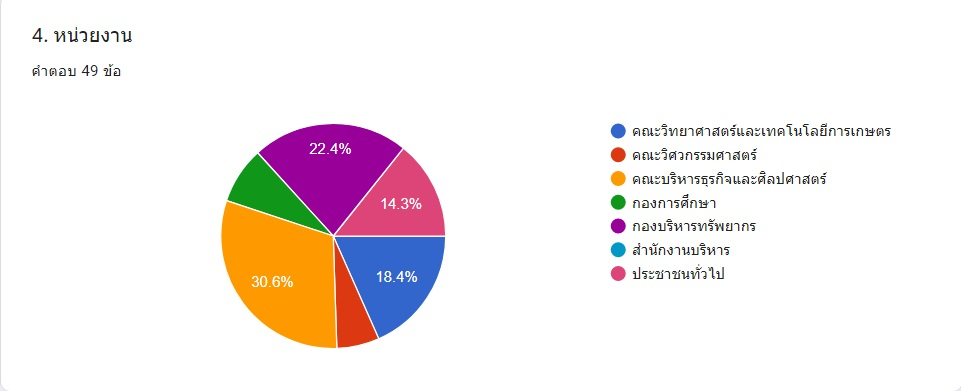 4. หน่วยงาน
คำตอบ 49 ข้อ
22.4%
14.3%
18.4%
30.6%
คณะวิทยาศาสตร์และเทคโนโลยีการเกษตร
คณะวิศวกรรมศาสตร์
คณะบริหารธุรกิจและศิลปศาสตร์
กองการศึกษา
กองบริหารทรัพยากร
สำนักงานบริหาร
ประชาชนทั่วไป